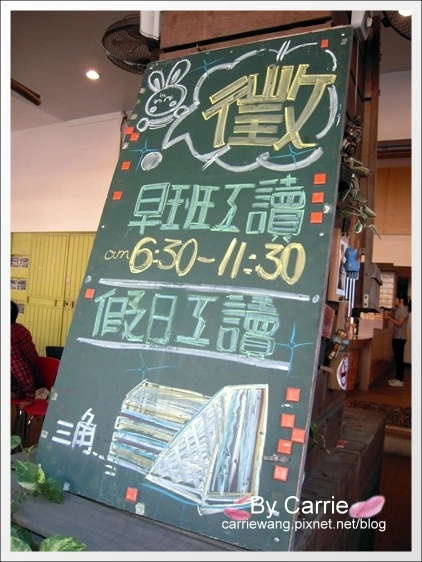 徵
早班工讀
am 6:30-11:30
假日工讀
三角
By Carrie
carriewang.pixnet.net/blog